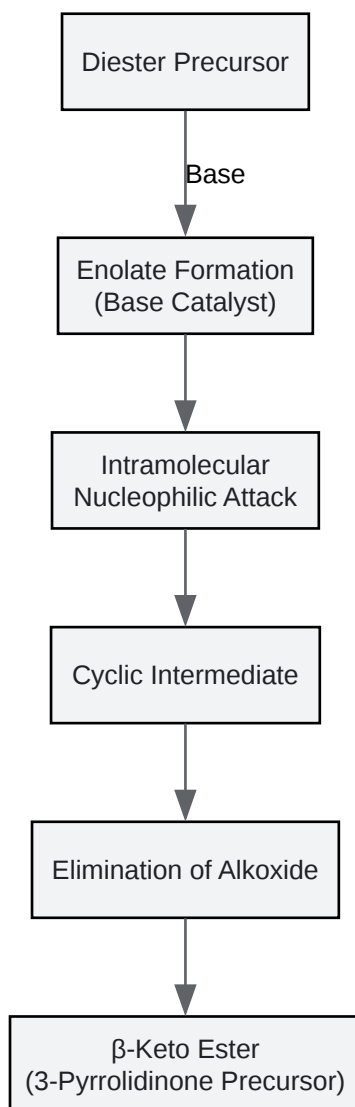 Diester Precursor
Base
Enolate Formation
(Base Catalyst)
Intramolecular
Nucleophilic Attack
Cyclic Intermediate
Elimination of Alkoxide
β-Keto Ester
(3-Pyrrolidinone Precursor)